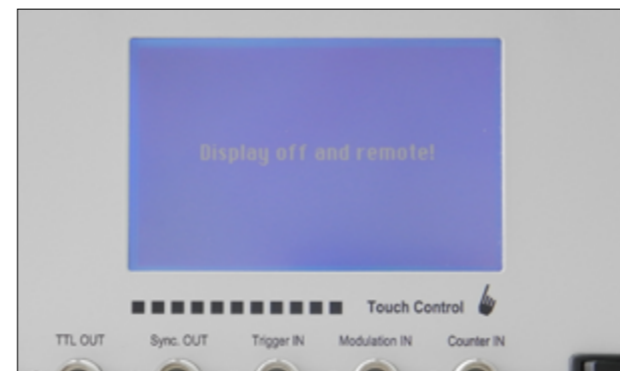 Display off and remote!
Touch Control
TTL OUT Sync. OUT Trigger IN Modulation IN Counter IN